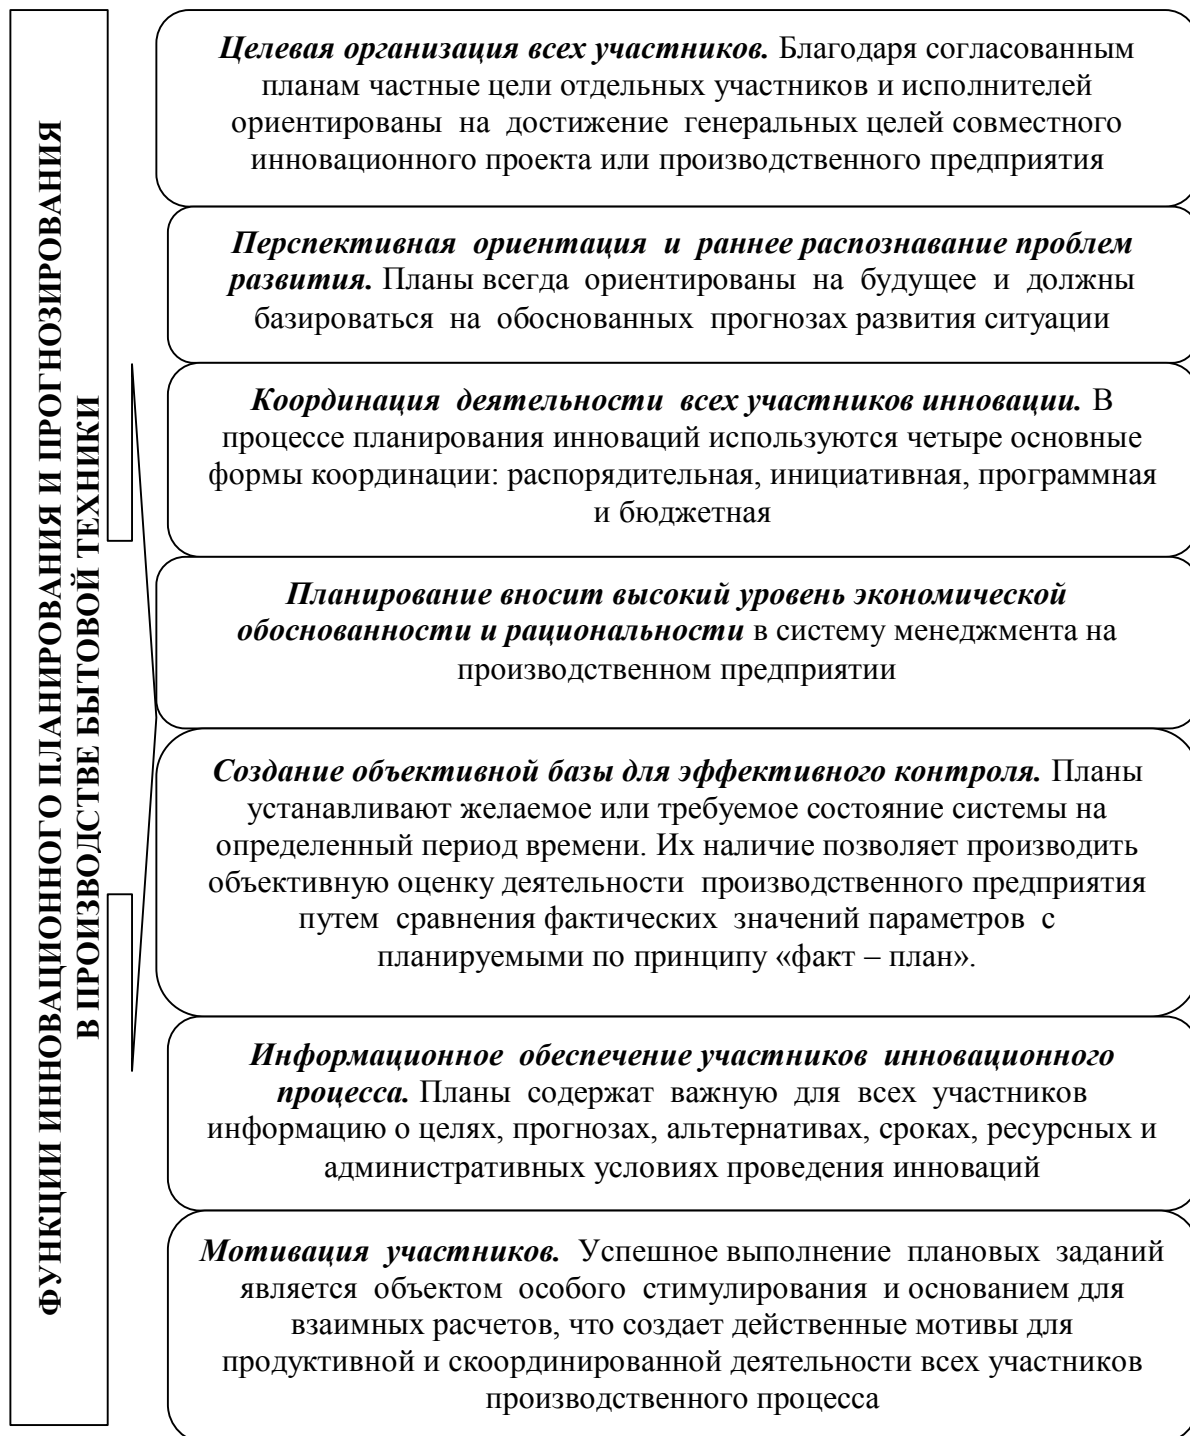 ФУНКЦИИ ИННОВАЦИОННОГО ПЛАНИРОВАНИЯ И ПРОГНОЗИРОВАНИЯ
В ПРОИЗВОДСТВЕ БЫТОВОЙ ТЕХНИКИ
Целевая организация всех участников. Благодаря согласованным
планам частные цели отдельных участников и исполнителей
ориентированы на достижение генеральных целей совместного
инновационного проекта или производственного предприятия
Перспективная ориентация и раннее распознавание проблем
развития. Планы всегда ориентированы на будущее и должны
базироваться на обоснованных прогнозах развития ситуации
Координация деятельности всех участников инновации. В
процессе планирования инноваций используются четыре основные
формы координации: распорядительная, инициативная, программная
и бюджетная
Планирование вносит высокий уровень экономической
обоснованности и рациональности в систему менеджмента на
производственном предприятии
Создание объективной базы для эффективного контроля. Планы
устанавливают желаемое или требуемое состояние системы на
определенный период времени. Их наличие позволяет производить
объективную оценку деятельности производственного предприятия
путем сравнения фактических значений параметров с
планируемыми по принципу «факт – план».
Информационное обеспечение участников инновационного
процесса. Планы содержат важную для всех участников
информацию о целях, прогнозах, альтернативах, сроках, ресурсных и
административных условиях проведения инноваций
Мотивация участников. Успешное выполнение плановых заданий
является объектом особого стимулирования и основанием для
взаимных расчетов, что создает действенные мотивы для
продуктивной и скоординированной деятельности всех участников
производственного процесса